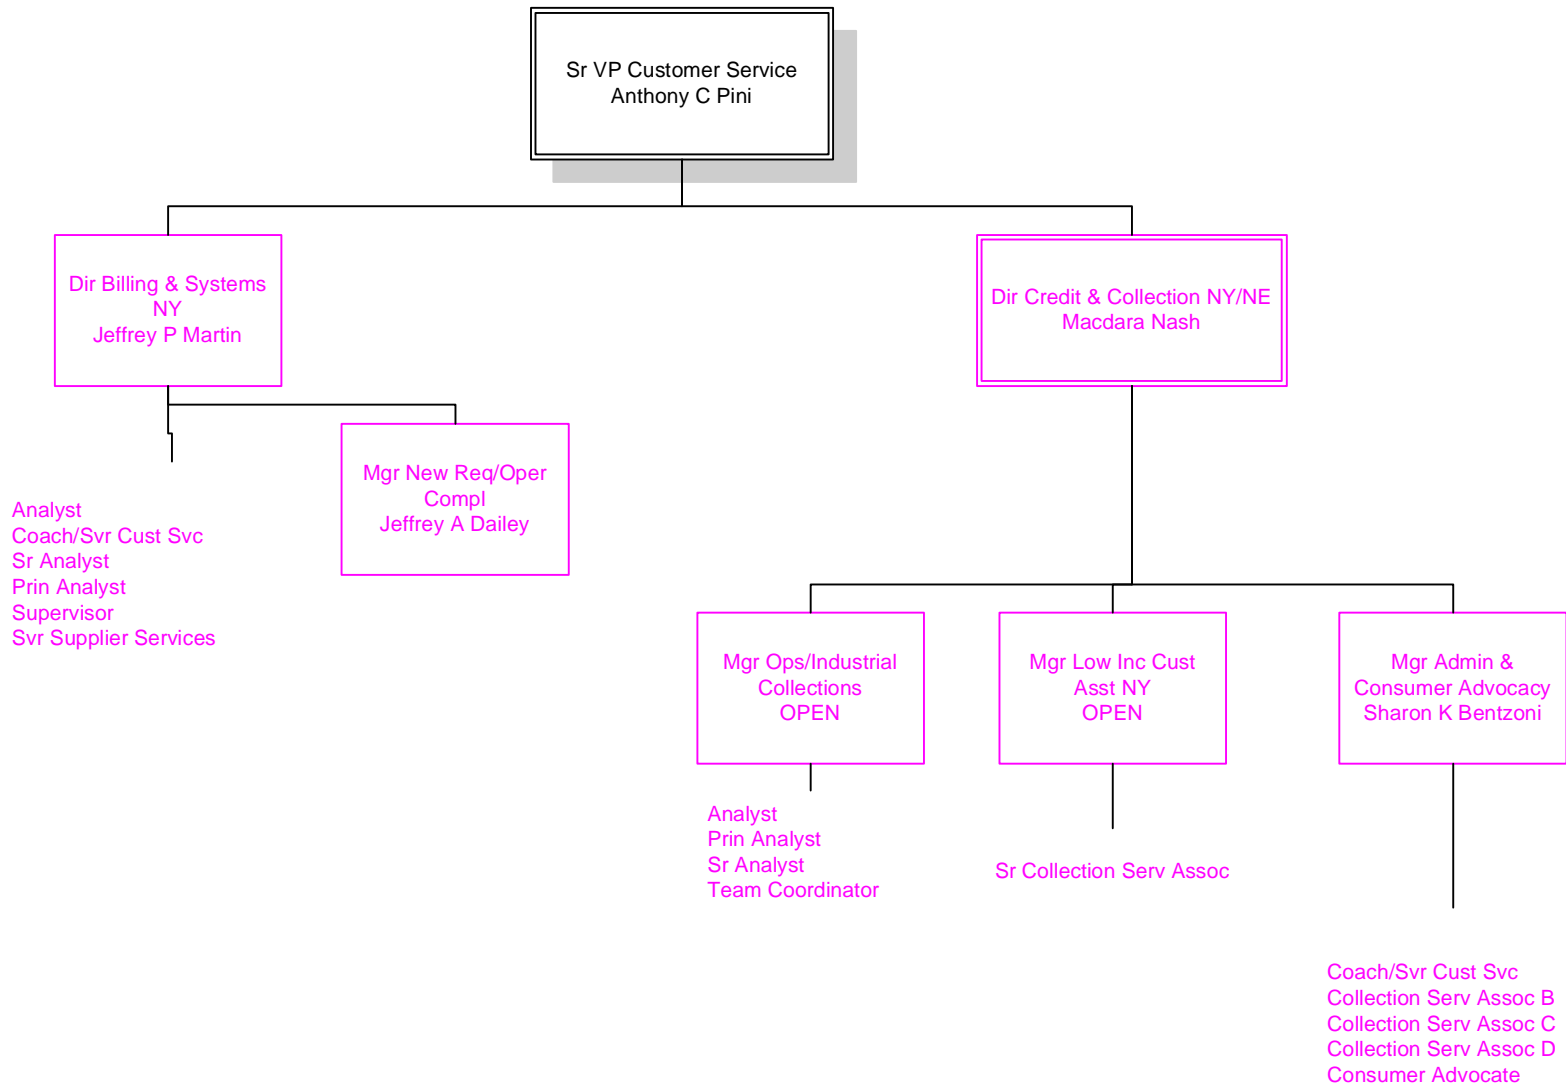 Sr VP Customer Service
Anthony C Pini
Dir Billing & Systems
NY
Jeffrey P Martin
Dir Credit & Collection NY/NE
Macdara Nash
Mgr New Req/Oper
Compl
Jeffrey A Dailey
Analyst
Coach/Svr Cust Svc
Sr Analyst
Prin Analyst
Supervisor
Svr Supplier Services
Mgr Ops/Industrial
Collections
OPEN
Mgr Low Inc Cust
Asst NY
OPEN
Mgr Admin &
Consumer Advocacy
Sharon K Bentzoni
Analyst
Prin Analyst
Sr Analyst
Team Coordinator
Sr Collection Serv Assoc
Coach/Svr Cust Svc
Collection Serv Assoc B
Collection Serv Assoc C
Collection Serv Assoc D
Consumer Advocate